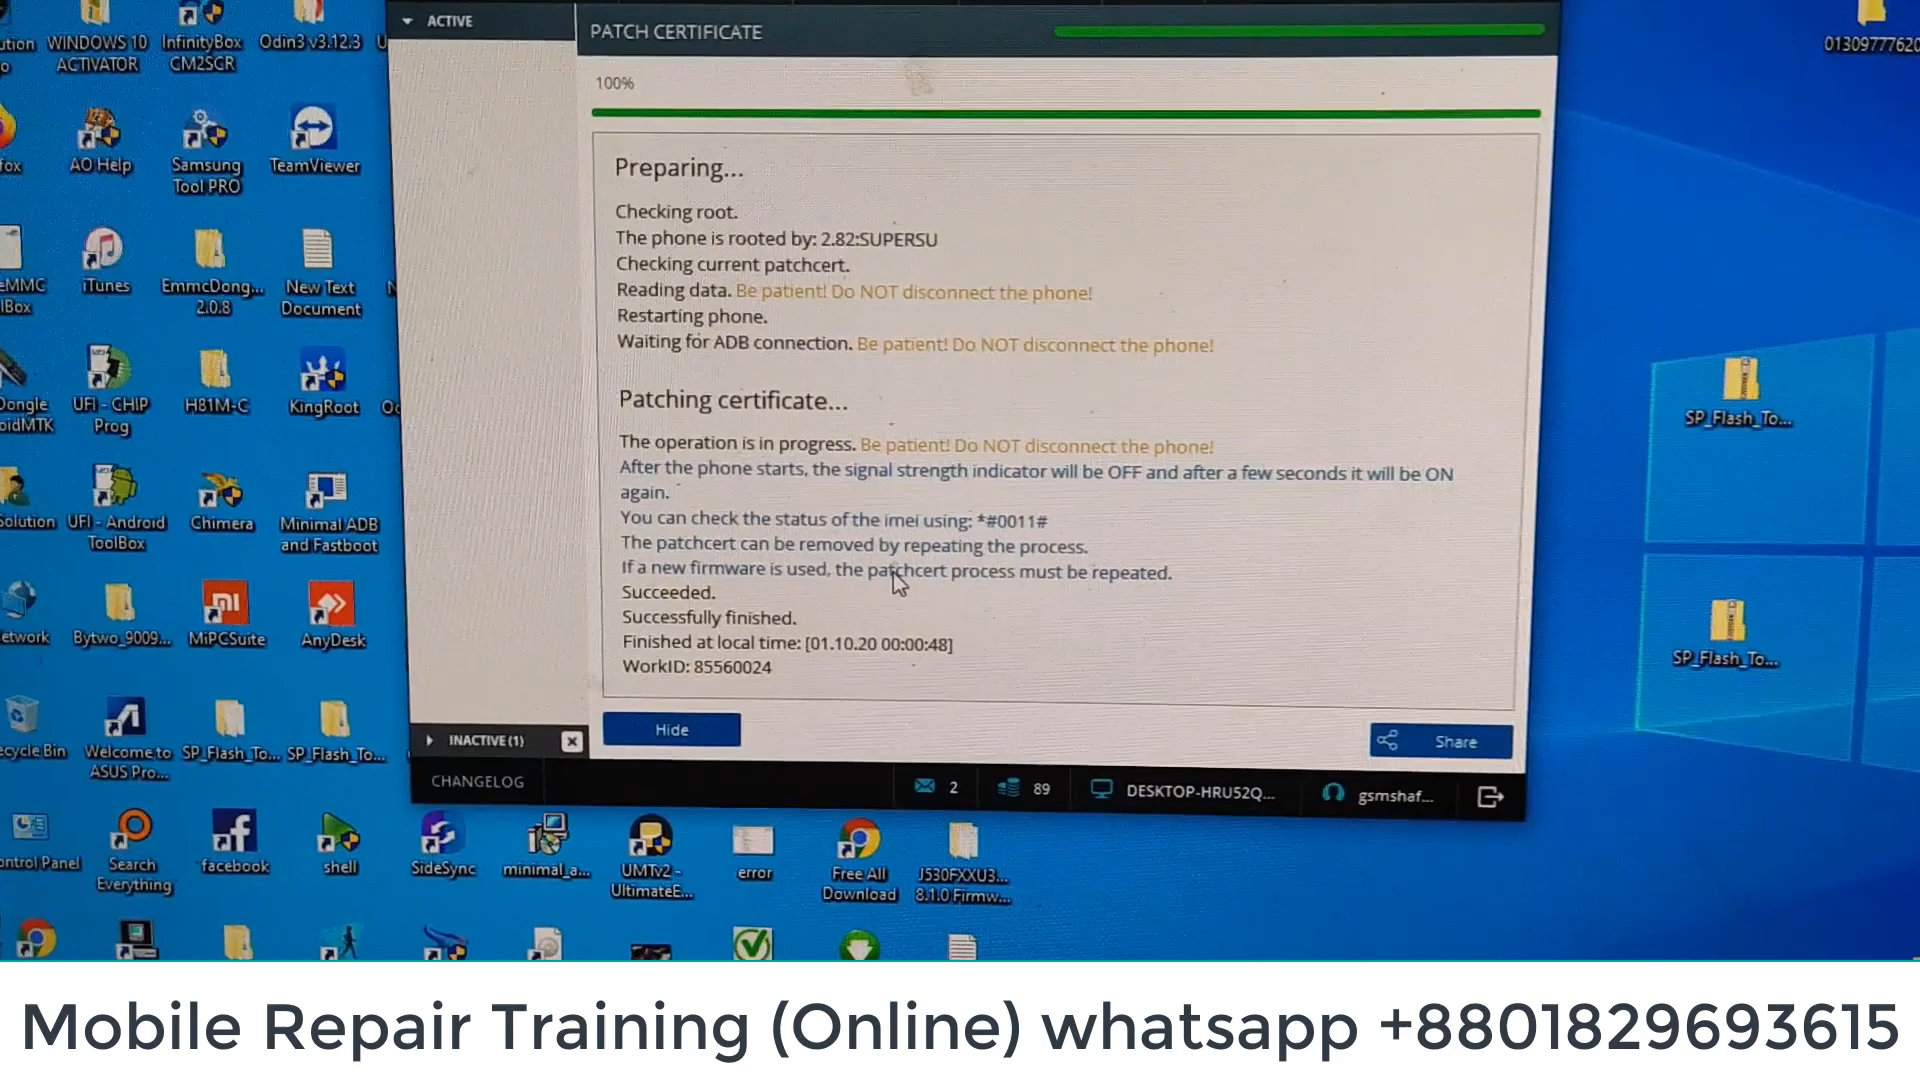 ACTIVE
PATCH CERTIFICATE
100%
Preparing...
Checking root.
The phone is rooted by: 2.82:SUPERSU
Checking current patchcert.
Reading data. Be patient! Do NOT disconnect the phone!
Restarting phone.
Waiting for ADB connection. Be patient! Do NOT disconnect the phone!
Patching certificate...
The operation is in progress. Be patient! Do NOT disconnect the phone!
After the phone starts, the signal strength indicator will be OFF and after a few seconds it will be ON
again.
You can check the status of the imei using: *#0011#
The patchcert can be removed by repeating the process.
If a new firmware is used, the patchcert process must be repeated.
Succeeded.
Successfully finished.
Finished at local time: [01.10.20 00:00:48]
WorkID: 85560024
Hide
Share
INACTIVE (1)
CHANGELOG
2
89
DESKTOP-HRU52Q...
gsmshaf...
WINDOWS 10
ACTIVATOR
InfinityBox
CM2SCR
Odin3 v3.12.3
AO Help
Samsung
Tool PRO
TeamViewer
iTunes
EmmcDong...
2.0.8
New Text
Document
UFI - CHIP
Prog
H81M-C
KingRoot
UFI - Android
ToolBox
Chimera
Minimal ADB
and Fastboot
Bytwo_9009...
MiPCSuite
AnyDesk
Welcome to
ASUS Pro...
SP_Flash_To...
SP_Flash_To...
Search
Everything
facebook
shell
SideSync
minimal_a...
UMTv2 -
UltimateE...
error
Free All
Download
J530FXXU3...
8.1.0 Firmw...
01309777620
SP_Flash_To...
SP_Flash_To...
Mobile Repair Training (Online) whatsapp +8801829693615